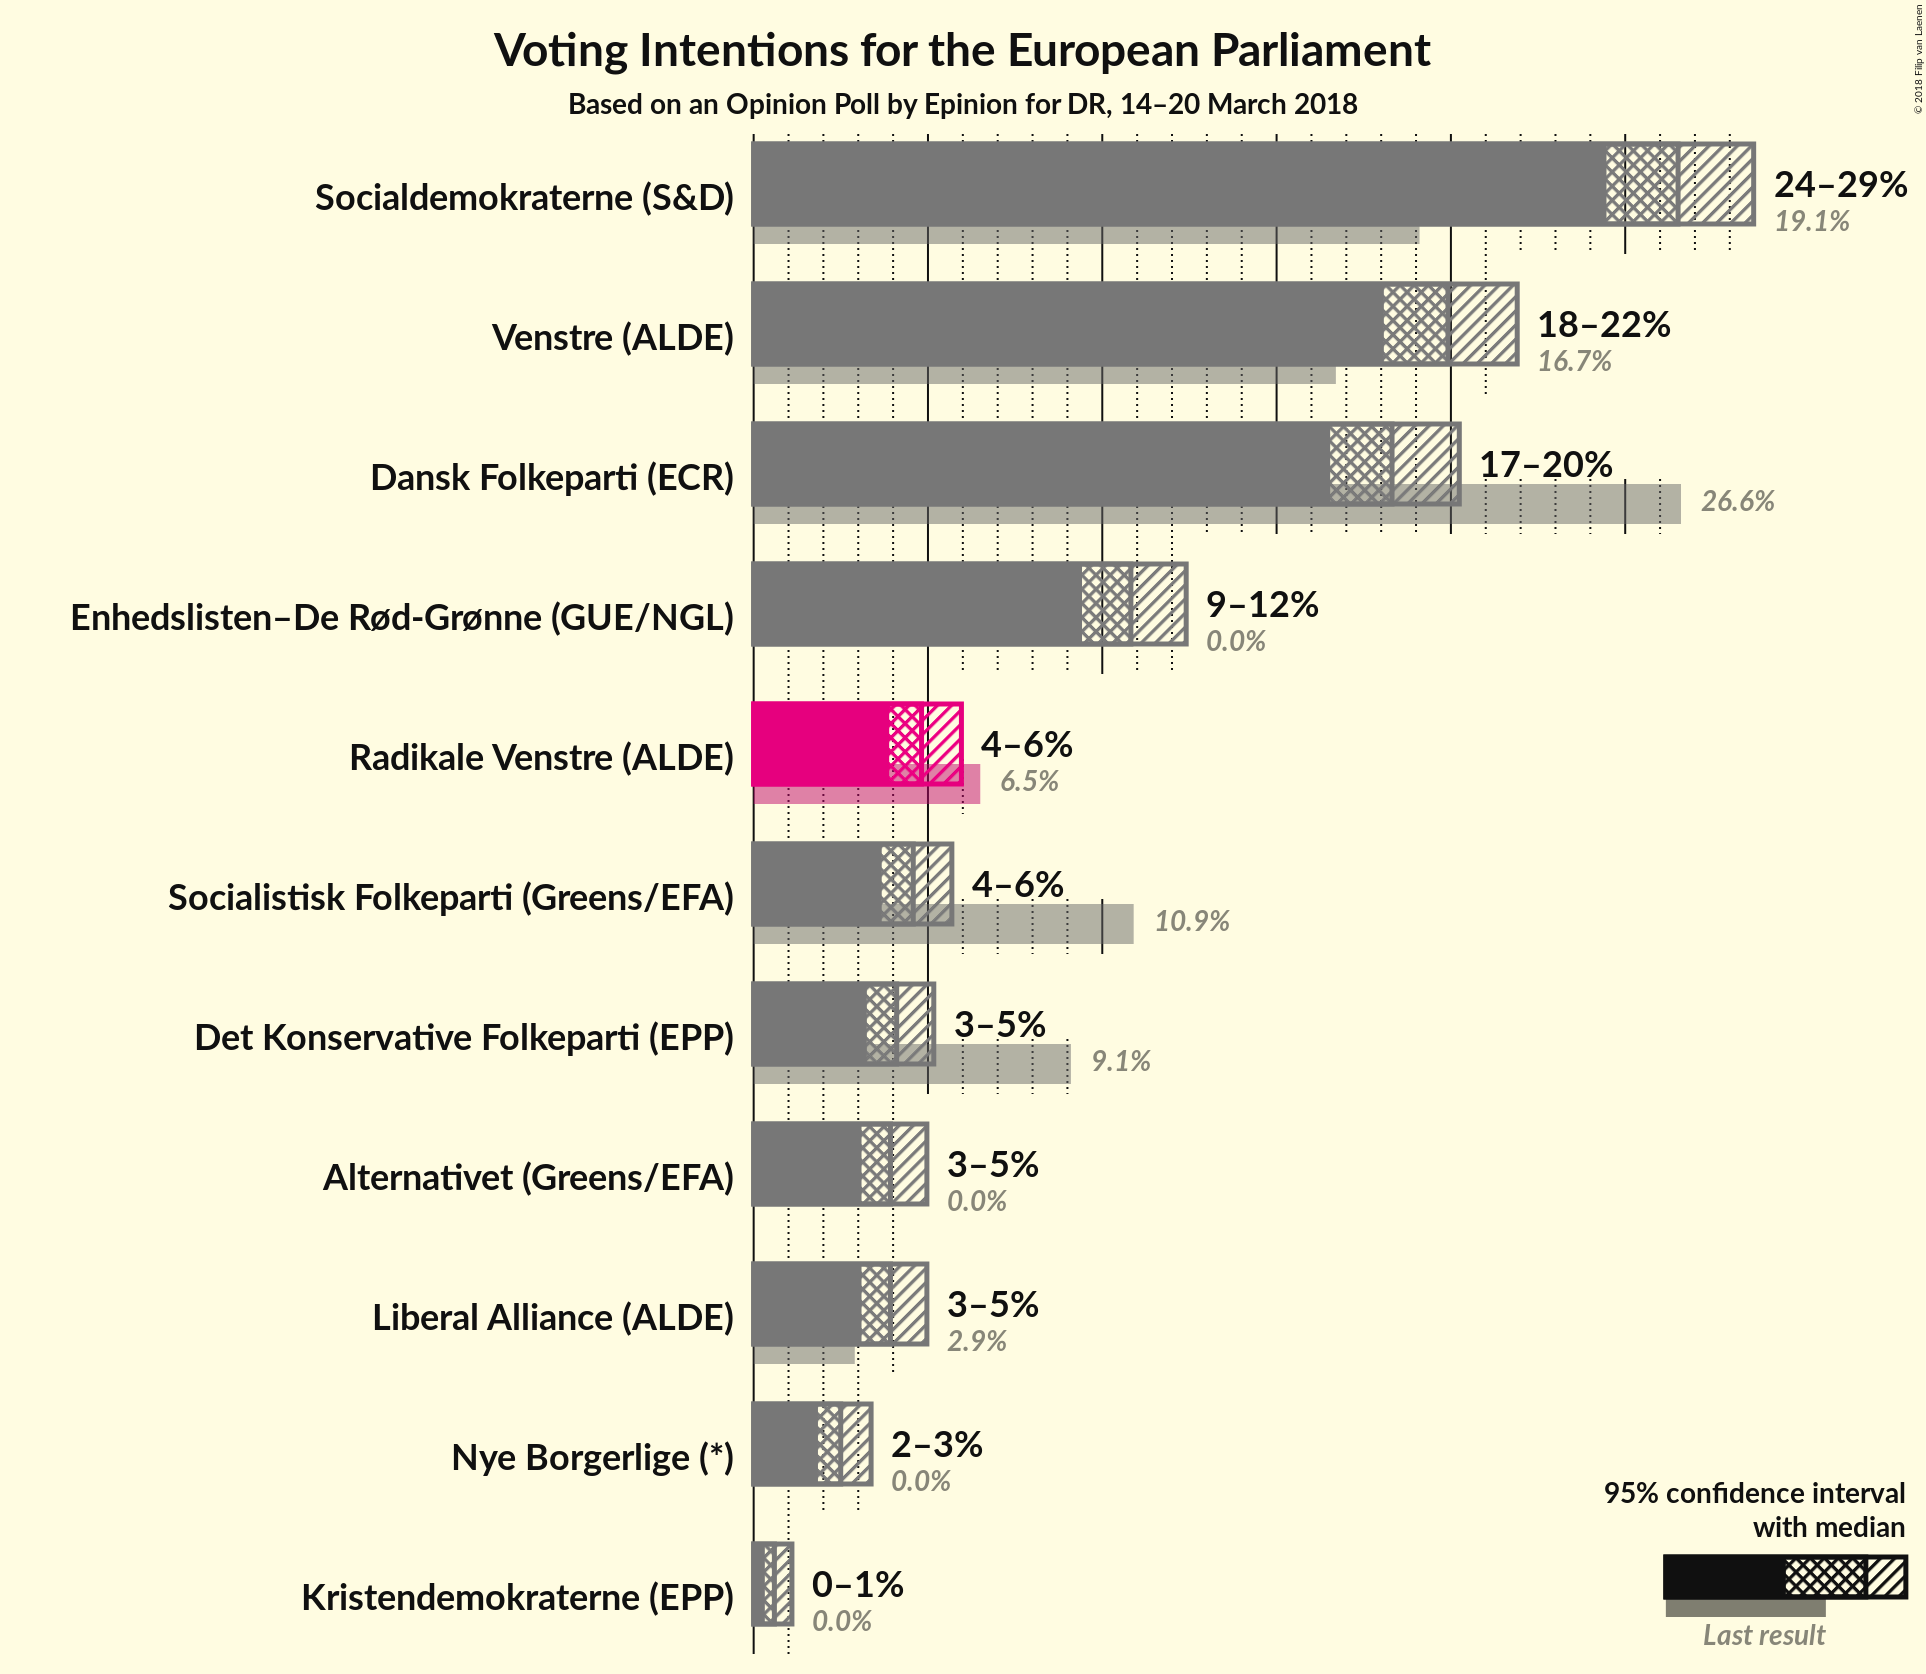 Voting Intentions for the European Parliament
Based on an Opinion Poll by Epinion for DR, 14–20 March 2018
© 2018 Filip van Laenen
Socialdemokraterne (S&D)
24–29%
19.1%
Venstre (ALDE)
18–22%
16.7%
Dansk Folkeparti (ECR)
17–20%
26.6%
Enhedslisten–De Rød-Grønne (GUE/NGL)
9–12%
0.0%
Radikale Venstre (ALDE)
4–6%
6.5%
Socialistisk Folkeparti (Greens/EFA)
4–6%
10.9%
Det Konservative Folkeparti (EPP)
3–5%
9.1%
Alternativet (Greens/EFA)
3–5%
0.0%
Liberal Alliance (ALDE)
3–5%
2.9%
Nye Borgerlige (*)
2–3%
0.0%
Kristendemokraterne (EPP)
0–1%
0.0%
95% confidence interval
with median
Last result